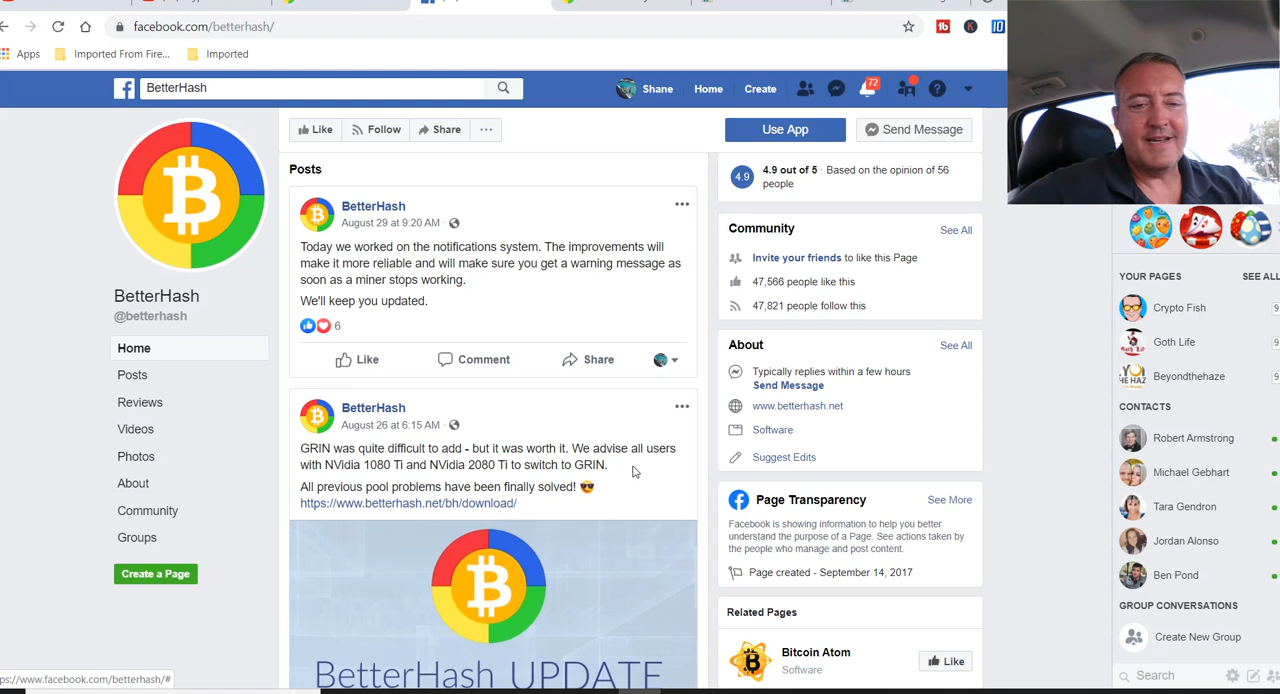 facebook.com/betterhash/
Apps
Imported From Fire...
Imported
BetterHash
Shane
Home
Create
72
Like
Follow
Share
Use App
Send Message
BetterHash
@betterhash
Home
Posts
Reviews
Videos
Photos
About
Community
Groups
Create a Page
Posts
BetterHash
August 29 at 9:20 AM ·
Today we worked on the notifications system. The improvements will
make it more reliable and will make sure you get a warning message as
soon as a miner stops working.
We'll keep you updated.
6
Like
Comment
Share
BetterHash
August 26 at 6:15 AM ·
GRIN was quite difficult to add - but it was worth it. We advise all users
with NVidia 1080 Ti and NVidia 2080 Ti to switch to GRIN.
All previous pool problems have been finally solved! 😎
https://www.betterhash.net/bh/download/
BetterHash UPDATE
4.9
4.9 out of 5 · Based on the opinion of 56
people
Community
See All
Invite your friends to like this Page
47,566 people like this
47,821 people follow this
About
See All
Typically replies within a few hours
Send Message
www.betterhash.net
Software
Suggest Edits
Page Transparency
See More
Facebook is showing information to help you better
understand the purpose of a Page. See actions taken by
the people who manage and post content.
Page created - September 14, 2017
Related Pages
Bitcoin Atom
Software
Like
YOUR PAGES
SEE ALL
Crypto Fish
Goth Life
Beyondthehaze
CONTACTS
Robert Armstrong
Michael Gebhart
Tara Gendron
Jordan Alonso
Ben Pond
GROUP CONVERSATIONS
Create New Group
Search
ps://www.facebook.com/betterhash/#